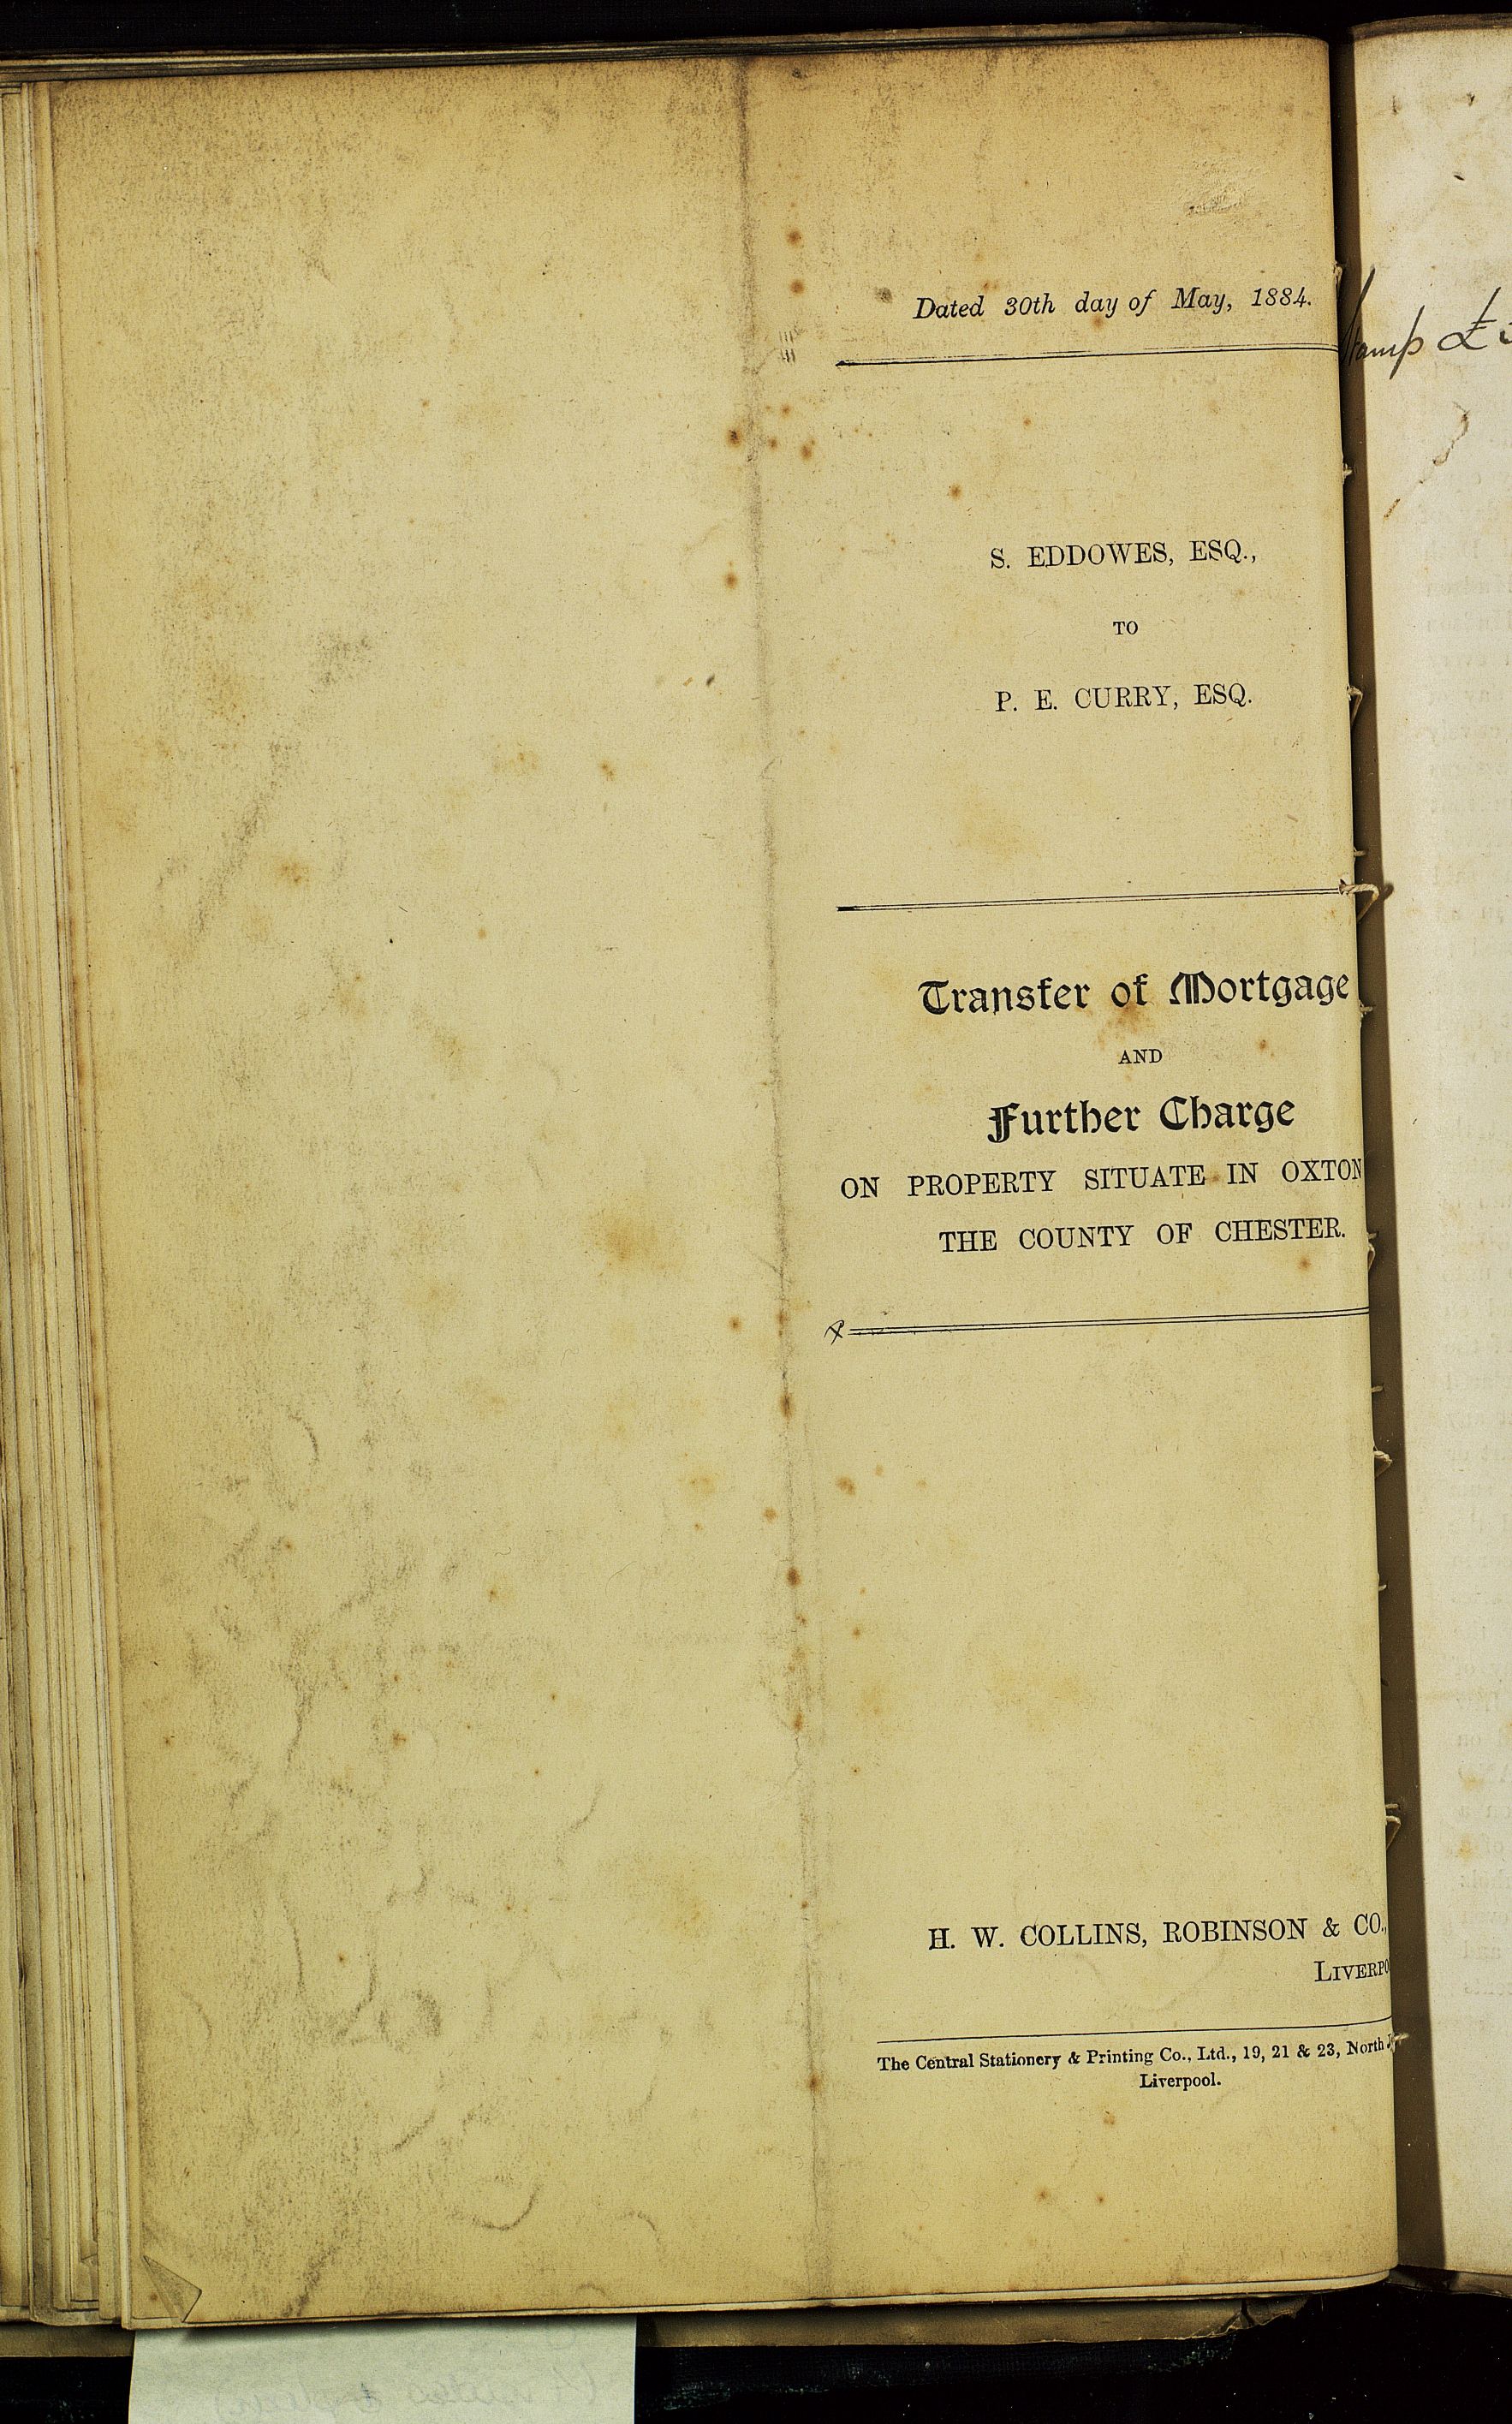 Dated 30th day of May, 1884.
S. EDDOWES, ESQ.,
TO
P. E. CURRY, ESQ.
Transfer of Mortgage
AND
Further Charge
ON PROPERTY SITUATE IN OXTON
THE COUNTY OF CHESTER.
H. W. COLLINS, ROBINSON & CO.,
LIVERPO
The Central Stationery & Printing Co., Ltd., 19, 21 & 23, North
Liverpool.